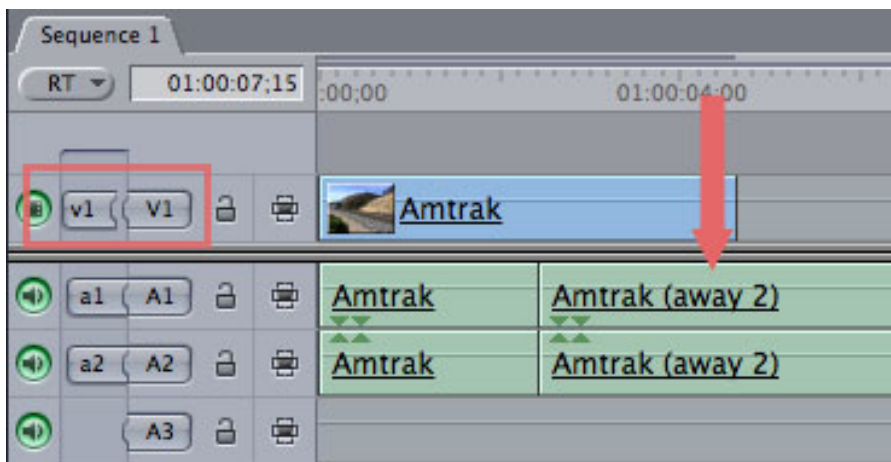 Sequence 1
RT 01:00:07;15 :00;00 01:00:04;00
v1 V1 Amtrak
a1 A1 Amtrak Amtrak (away 2)
a2 A2 Amtrak Amtrak (away 2)
A3